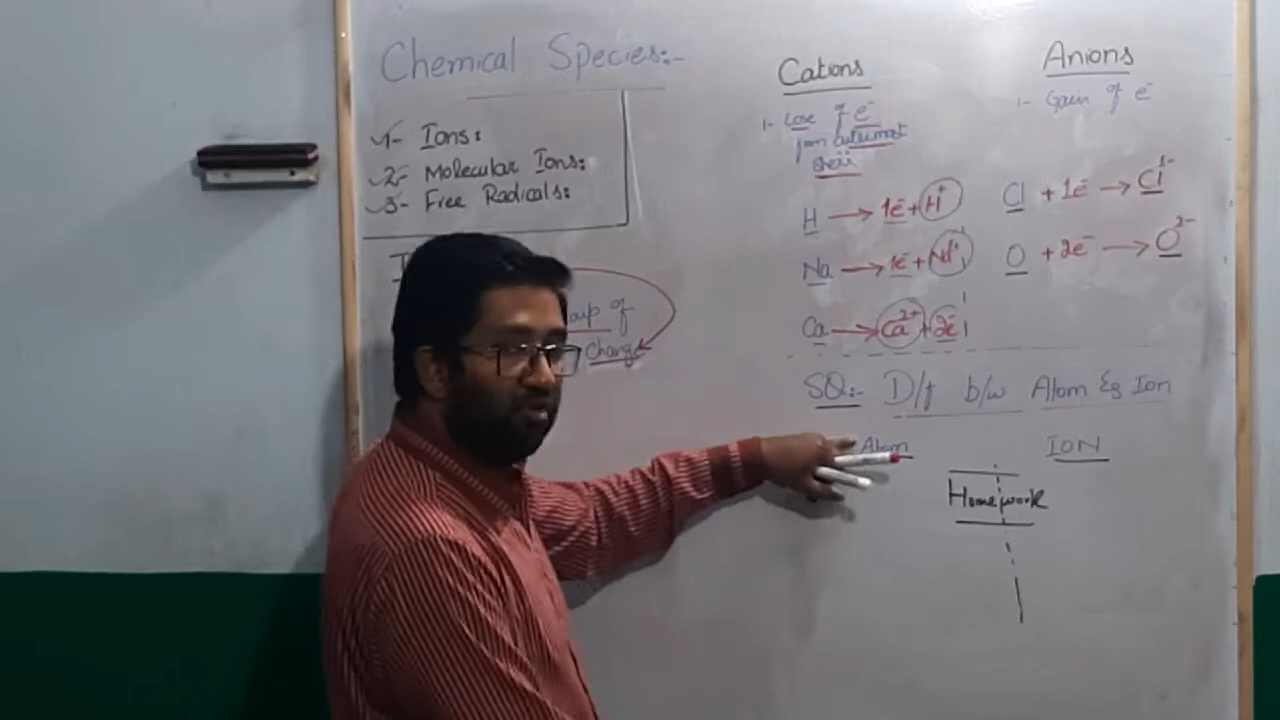 Chemical Species:-
1- Ions:
2- Molecular Ions:
3- Free Radicals:
of
Change
Cations
1- Lose of e⁻
from outermost
shell
H → 1e⁻ + H⁺
Na → 1e⁻ +
Ca → Ca²⁺ + 2e⁻
Anions
1- Gain of e⁻
Cl + 1e⁻ → Cl¹⁻
O + 2e⁻ → O²⁻
SQ:- D/f b/w Atom & Ion
Atom
ION
Homework